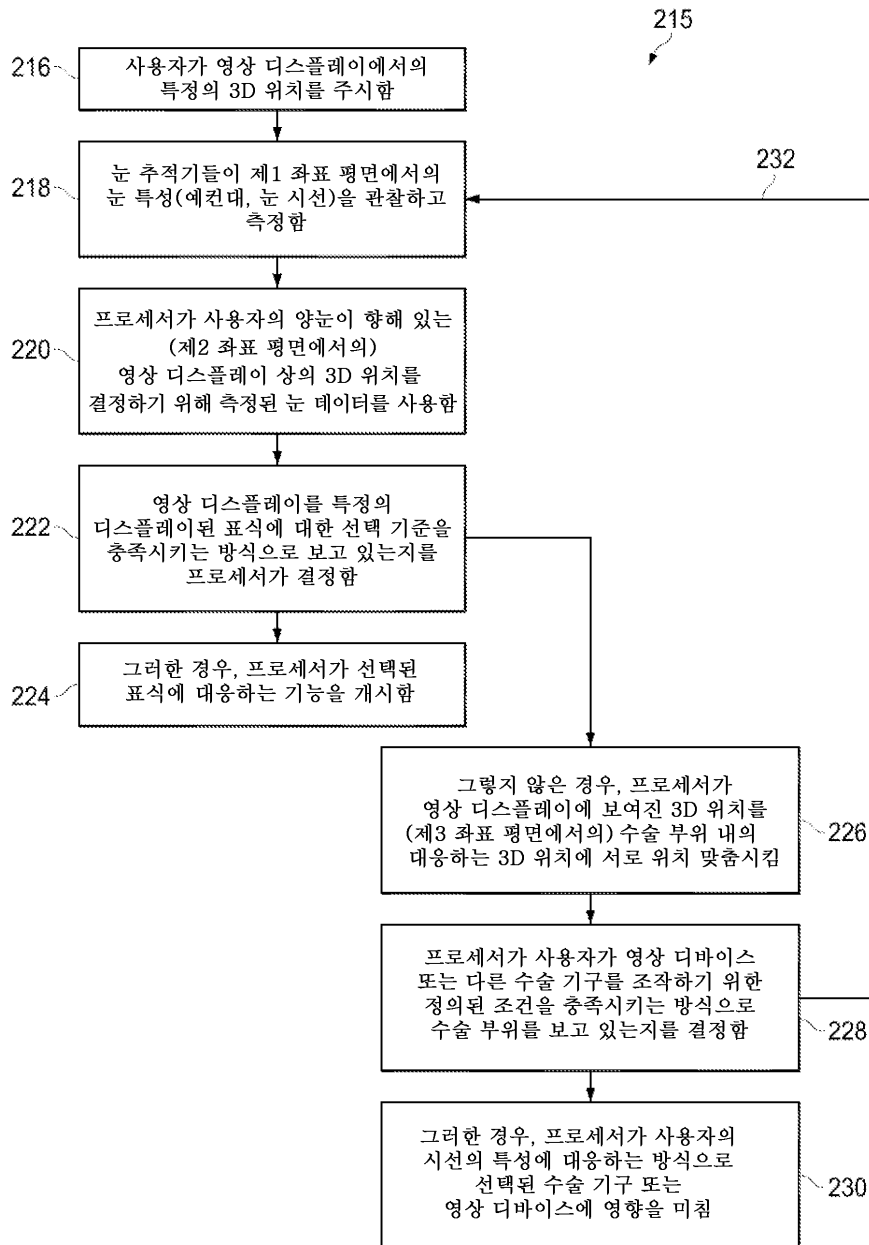 215
216
사용자가 영상 디스플레이에서의
특정의 3D 위치를 주시함
232
218
눈 추적기들이 제1 좌표 평면에서의
눈 특성(예컨대, 눈 시선)을 관찰하고
측정함
220
프로세서가 사용자의 양눈이 향해 있는
(제2 좌표 평면에서의)
영상 디스플레이 상의 3D 위치를
결정하기 위해 측정된 눈 데이터를 사용함
222
영상 디스플레이를 특정의
디스플레이된 표식에 대한 선택 기준을
충족시키는 방식으로 보고 있는지를
프로세서가 결정함
224
그러한 경우, 프로세서가 선택된
표식에 대응하는 기능을 개시함
그렇지 않은 경우, 프로세서가
영상 디스플레이에 보여진 3D 위치를
(제3 좌표 평면에서의) 수술 부위 내의
대응하는 3D 위치에 서로 위치 맞춤시킴
226
프로세서가 사용자가 영상 디바이스
또는 다른 수술 기구를 조작하기 위한
정의된 조건을 충족시키는 방식으로
수술 부위를 보고 있는지를 결정함
228
그러한 경우, 프로세서가 사용자의
시선의 특성에 대응하는 방식으로
선택된 수술 기구 또는
영상 디바이스에 영향을 미침
230